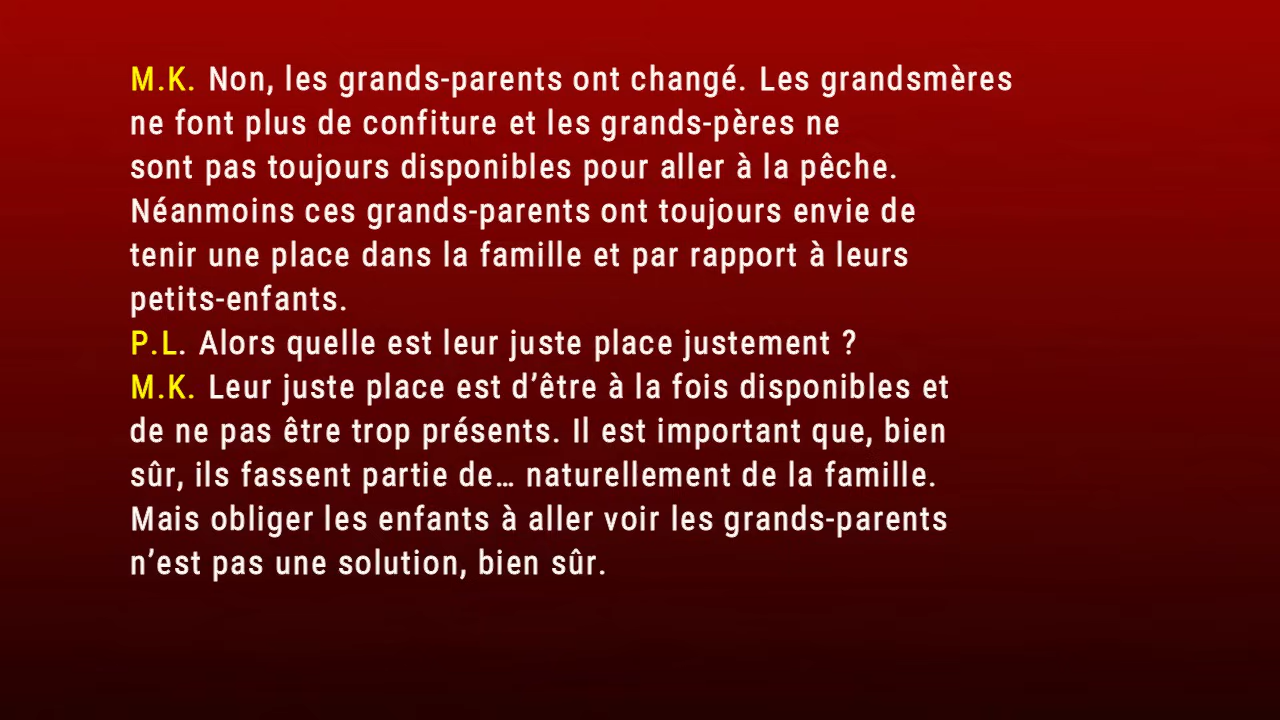 M.K. Non, les grands-parents ont changé. Les grandsmères
ne font plus de confiture et les grands-pères ne
sont pas toujours disponibles pour aller à la pêche.
Néanmoins ces grands-parents ont toujours envie de
tenir une place dans la famille et par rapport à leurs
petits-enfants.
P.L. Alors quelle est leur juste place justement ?
M.K. Leur juste place est d’être à la fois disponibles et
de ne pas être trop présents. Il est important que, bien
sûr, ils fassent partie de… naturellement de la famille.
Mais obliger les enfants à aller voir les grands-parents
n’est pas une solution, bien sûr.